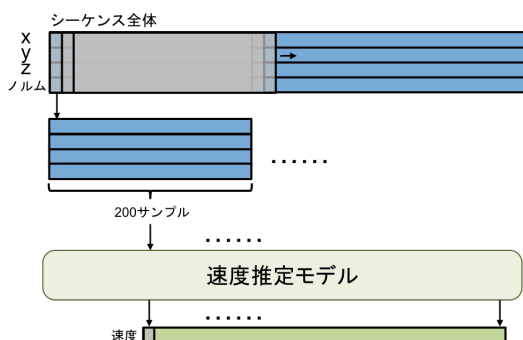 シーケンス全体
x
y
z
ノルム
......
200サンプル
......
速度推定モデル
......
速度